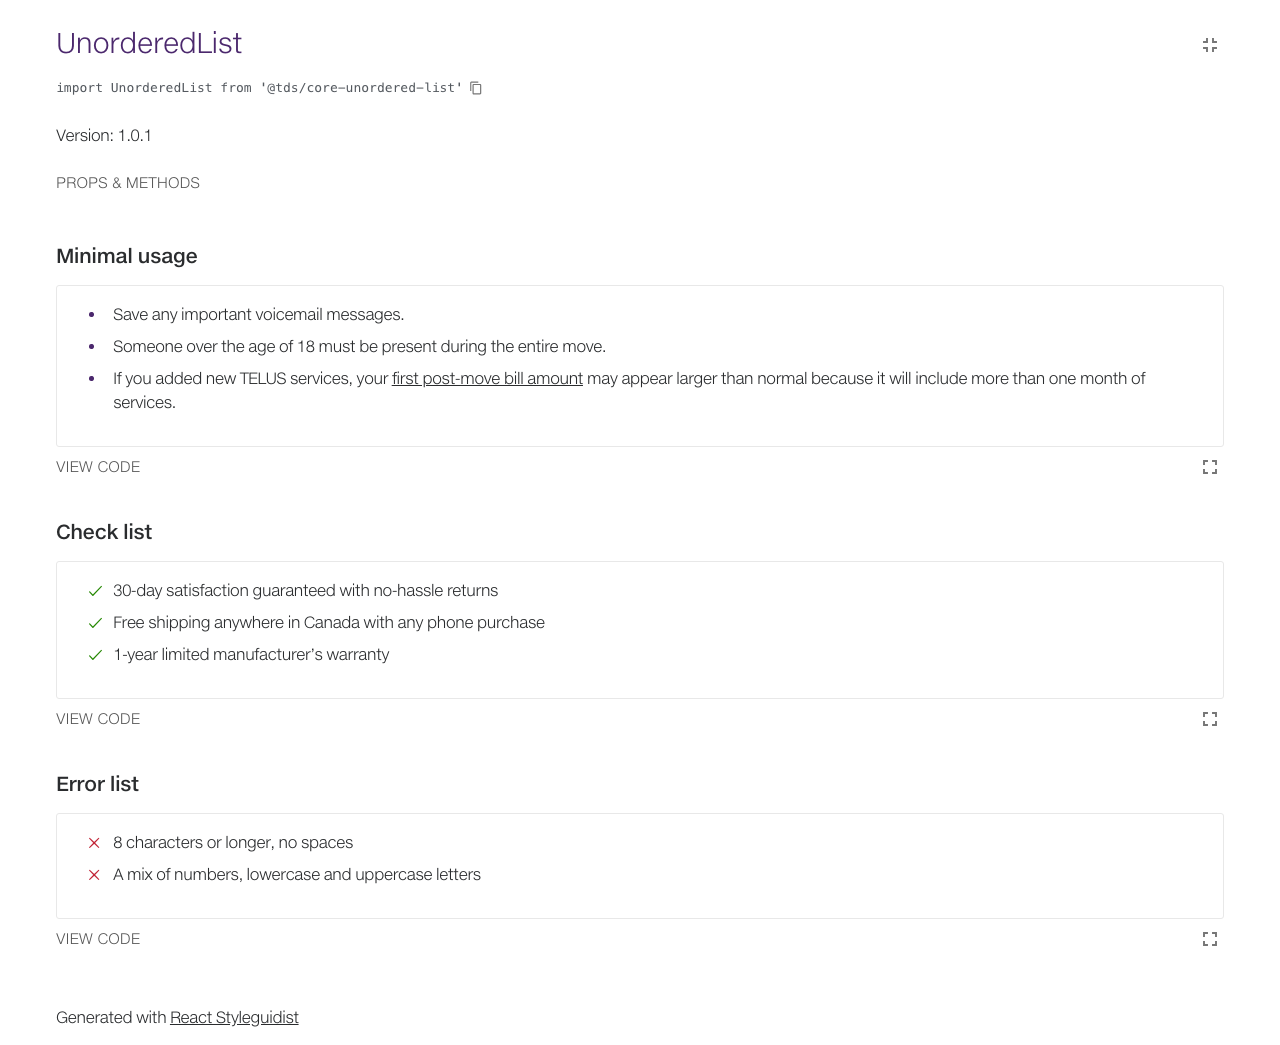 UnorderedList
import UnorderedList from '@tds/core-unordered-list'
Version: 1.0.1
PROPS & METHODS
Minimal usage
• Save any important voicemail messages.
• Someone over the age of 18 must be present during the entire move.
• If you added new TELUS services, your first post-move bill amount may appear larger than normal because it will include more than one month of
services.
VIEW CODE
Check list
30-day satisfaction guaranteed with no-hassle returns
Free shipping anywhere in Canada with any phone purchase
1-year limited manufacturer's warranty
VIEW CODE
Error list
8 characters or longer, no spaces
A mix of numbers, lowercase and uppercase letters
VIEW CODE
Generated with React Styleguidist